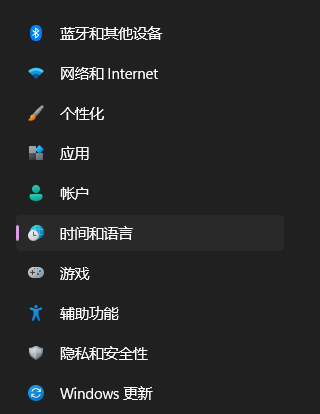 蓝牙和其他设备
网络和 Internet
个性化
应用
帐户
时间和语言
游戏
辅助功能
隐私和安全性
Windows 更新